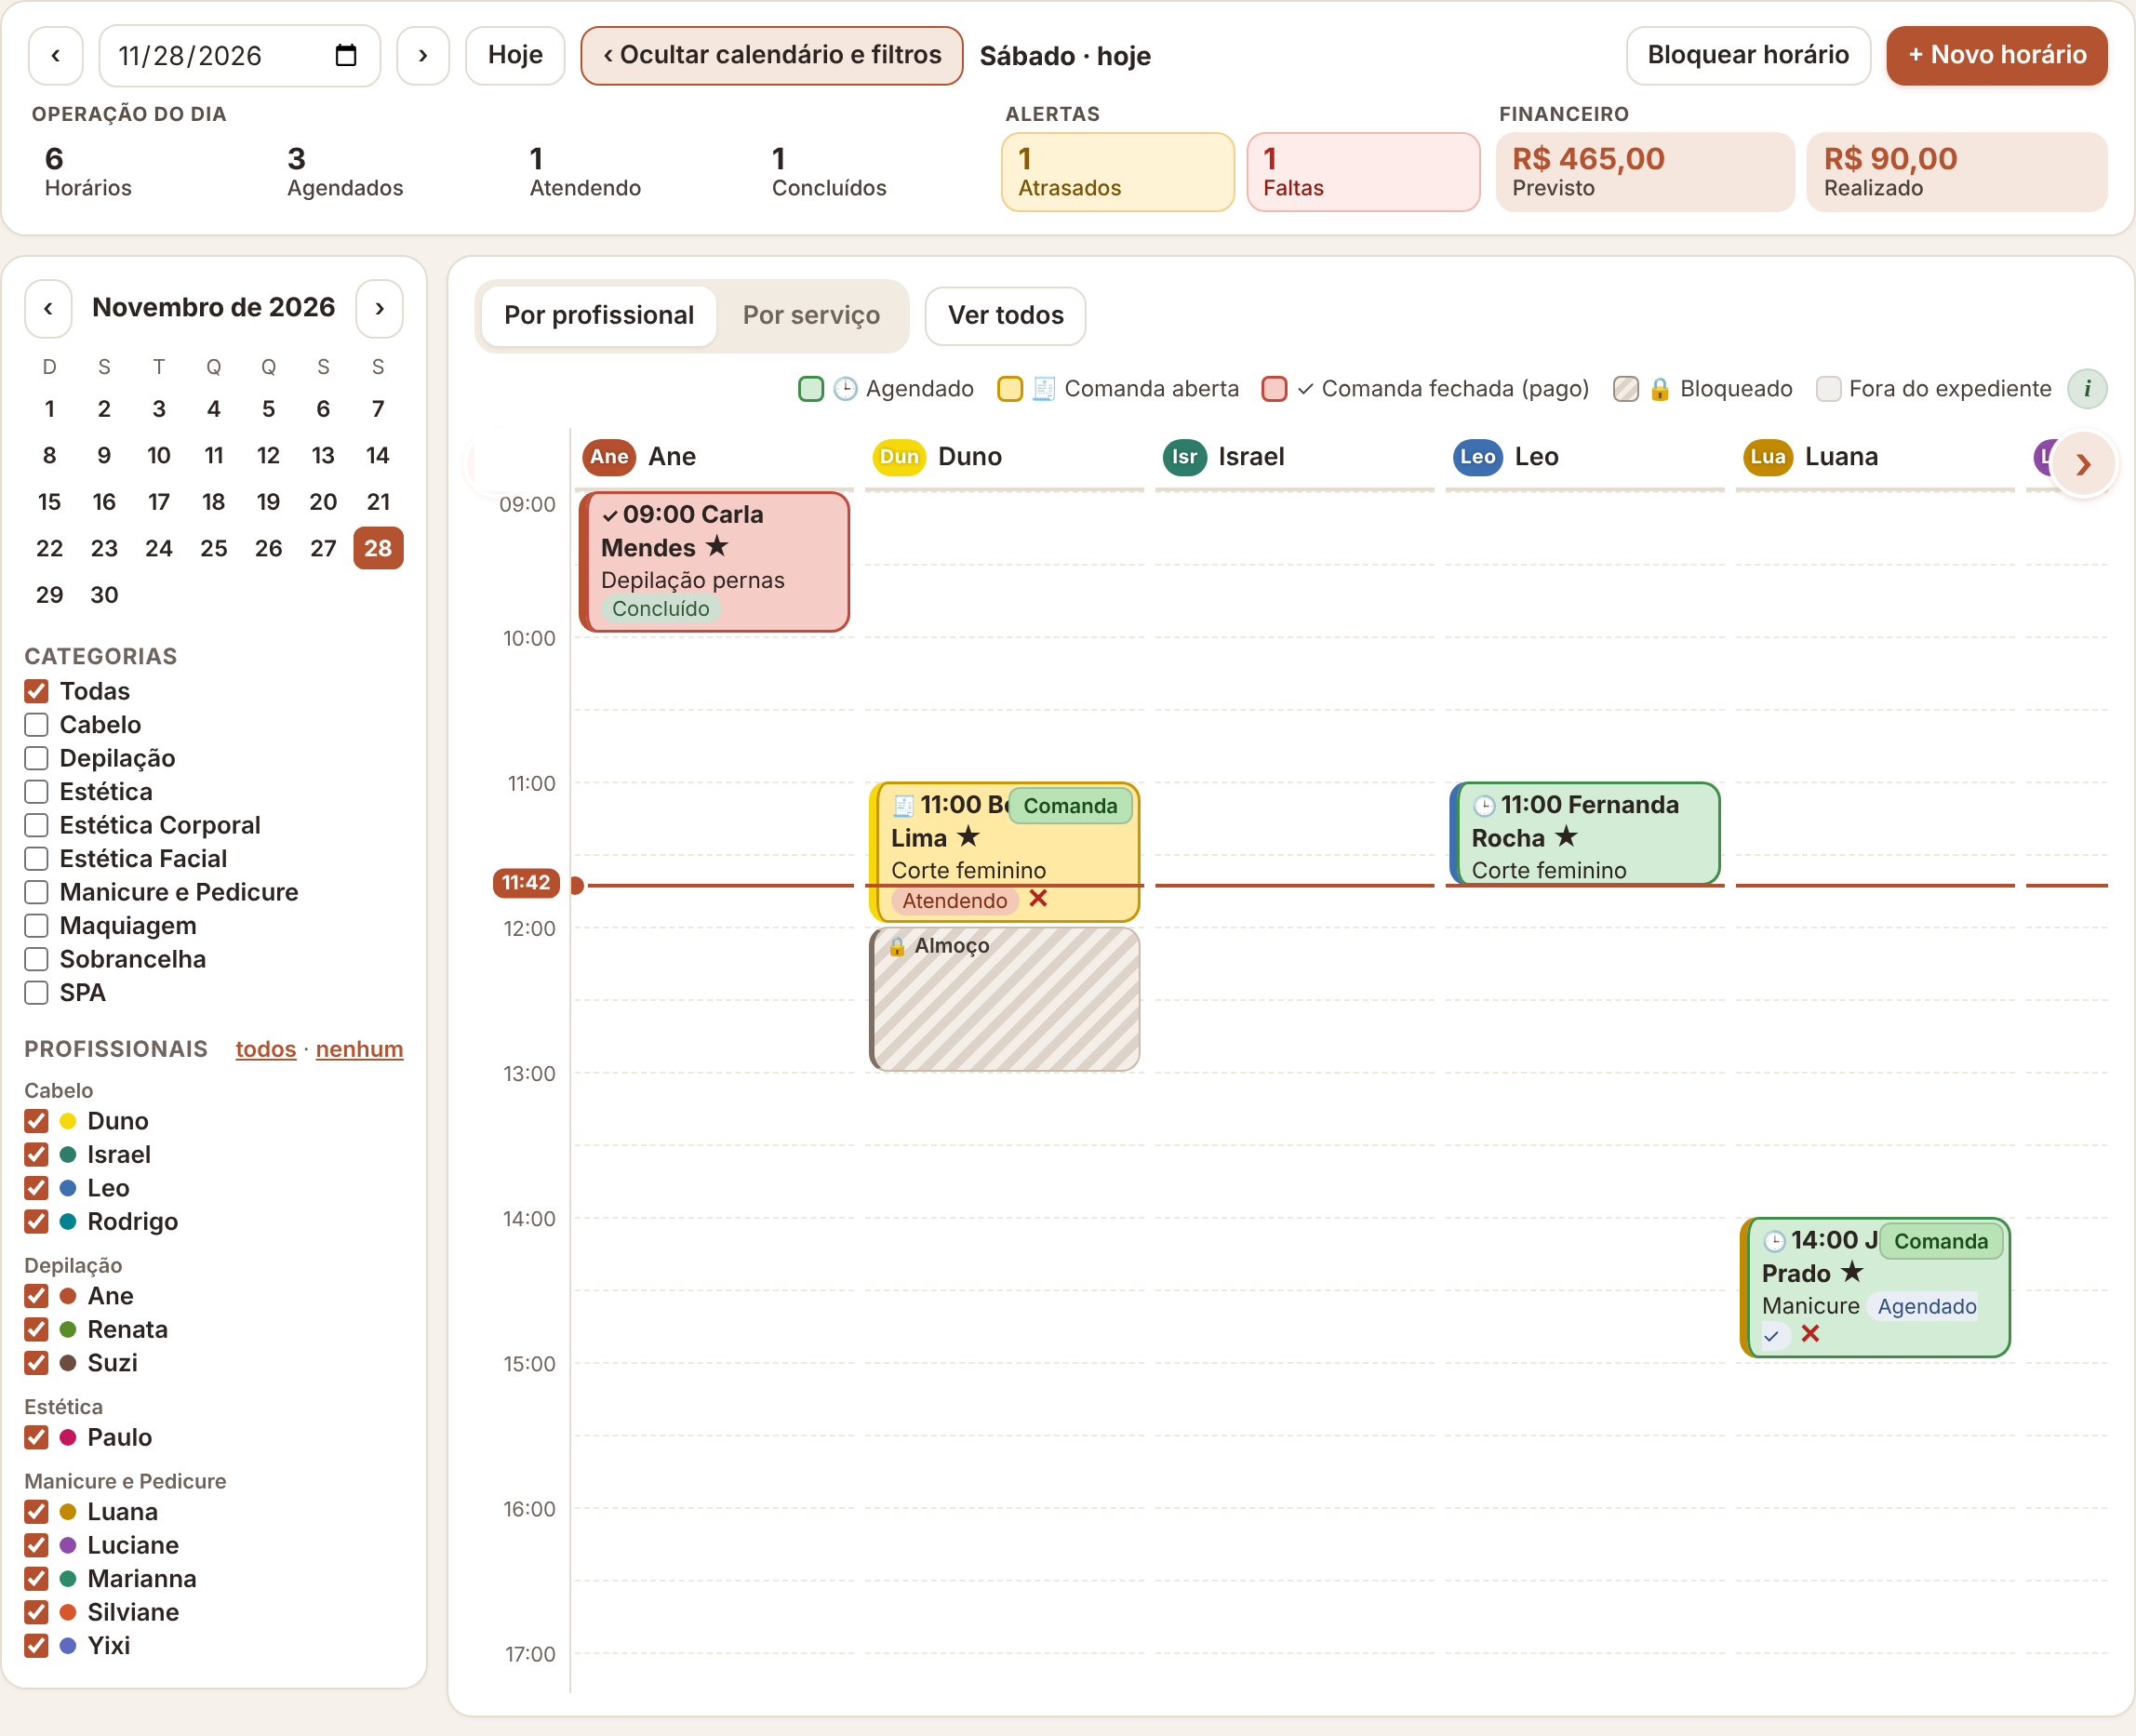 ‹ 11/28/2026 › Hoje ‹ Ocultar calendário e filtros Sábado · hoje Bloquear horário + Novo horário
OPERAÇÃO DO DIA
6
Horários
3
Agendados
1
Atendendo
1
Concluídos
ALERTAS
1
Atrasados
1
Faltas
FINANCEIRO
R$ 465,00
Previsto
R$ 90,00
Realizado
‹ Novembro de 2026 ›
D S T Q Q S S
1 2 3 4 5 6 7
8 9 10 11 12 13 14
15 16 17 18 19 20 21
22 23 24 25 26 27 28
29 30
CATEGORIAS
Todas
Cabelo
Depilação
Estética
Estética Corporal
Estética Facial
Manicure e Pedicure
Maquiagem
Sobrancelha
SPA
PROFISSIONAIS todos · nenhum
Cabelo
Duno
Israel
Leo
Rodrigo
Depilação
Ane
Renata
Suzi
Estética
Paulo
Manicure e Pedicure
Luana
Luciane
Marianna
Silviane
Yixi
Por profissional Por serviço Ver todos
🕒 Agendado 🧾 Comanda aberta ✓ Comanda fechada (pago) 🔒 Bloqueado Fora do expediente i
Ane Ane Dun Duno Isr Israel Leo Leo Lua Luana ›
09:00
✓ 09:00 Carla
Mendes ★
Depilação pernas
Concluído
10:00
11:00
🧾 11:00 Comanda
Lima ★
Corte feminino
Atendendo ✕
🕒 11:00 Fernanda
Rocha ★
Corte feminino
11:42
12:00
🔒 Almoço
13:00
14:00
🕒 14:00 J Comanda
Prado ★
Manicure Agendado
✓ ✕
15:00
16:00
17:00